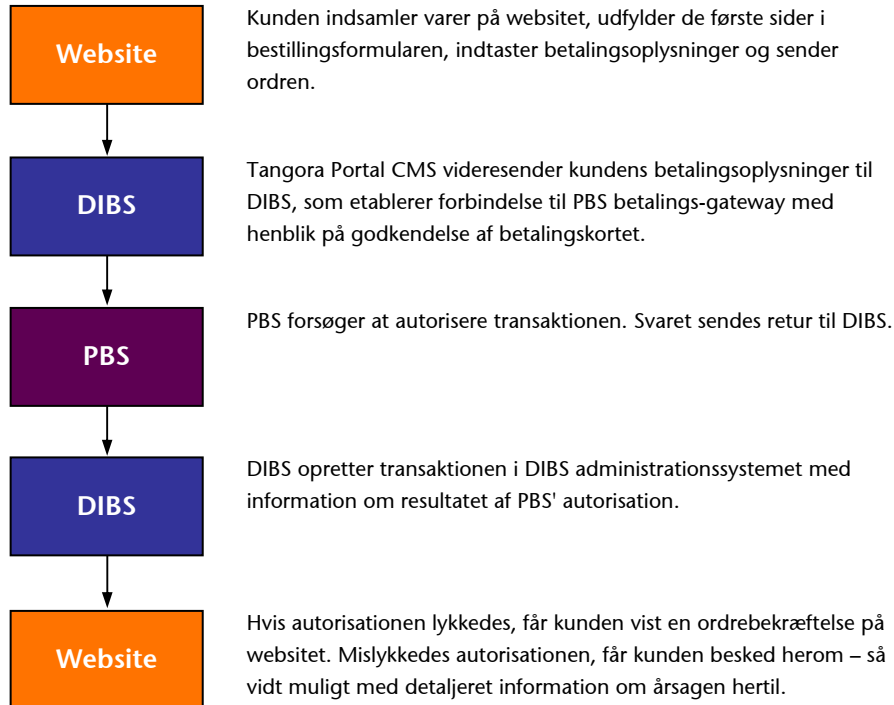 Website
Kunden indsamler varer på websitet, udfylder de første sider i
bestillingsformularen, indtaster betalingsoplysninger og sender
ordren.
DIBS
Tangora Portal CMS videresender kundens betalingsoplysninger til
DIBS, som etablerer forbindelse til PBS betalings-gateway med
henblik på godkendelse af betalingskortet.
PBS
PBS forsøger at autorisere transaktionen. Svaret sendes retur til DIBS.
DIBS
DIBS opretter transaktionen i DIBS administrationssystemet med
information om resultatet af PBS' autorisation.
Website
Hvis autorisationen lykkedes, får kunden vist en ordrebekræftelse på
websitet. Mislykkedes autorisationen, får kunden besked herom – så
vidt muligt med detaljeret information om årsagen hertil.